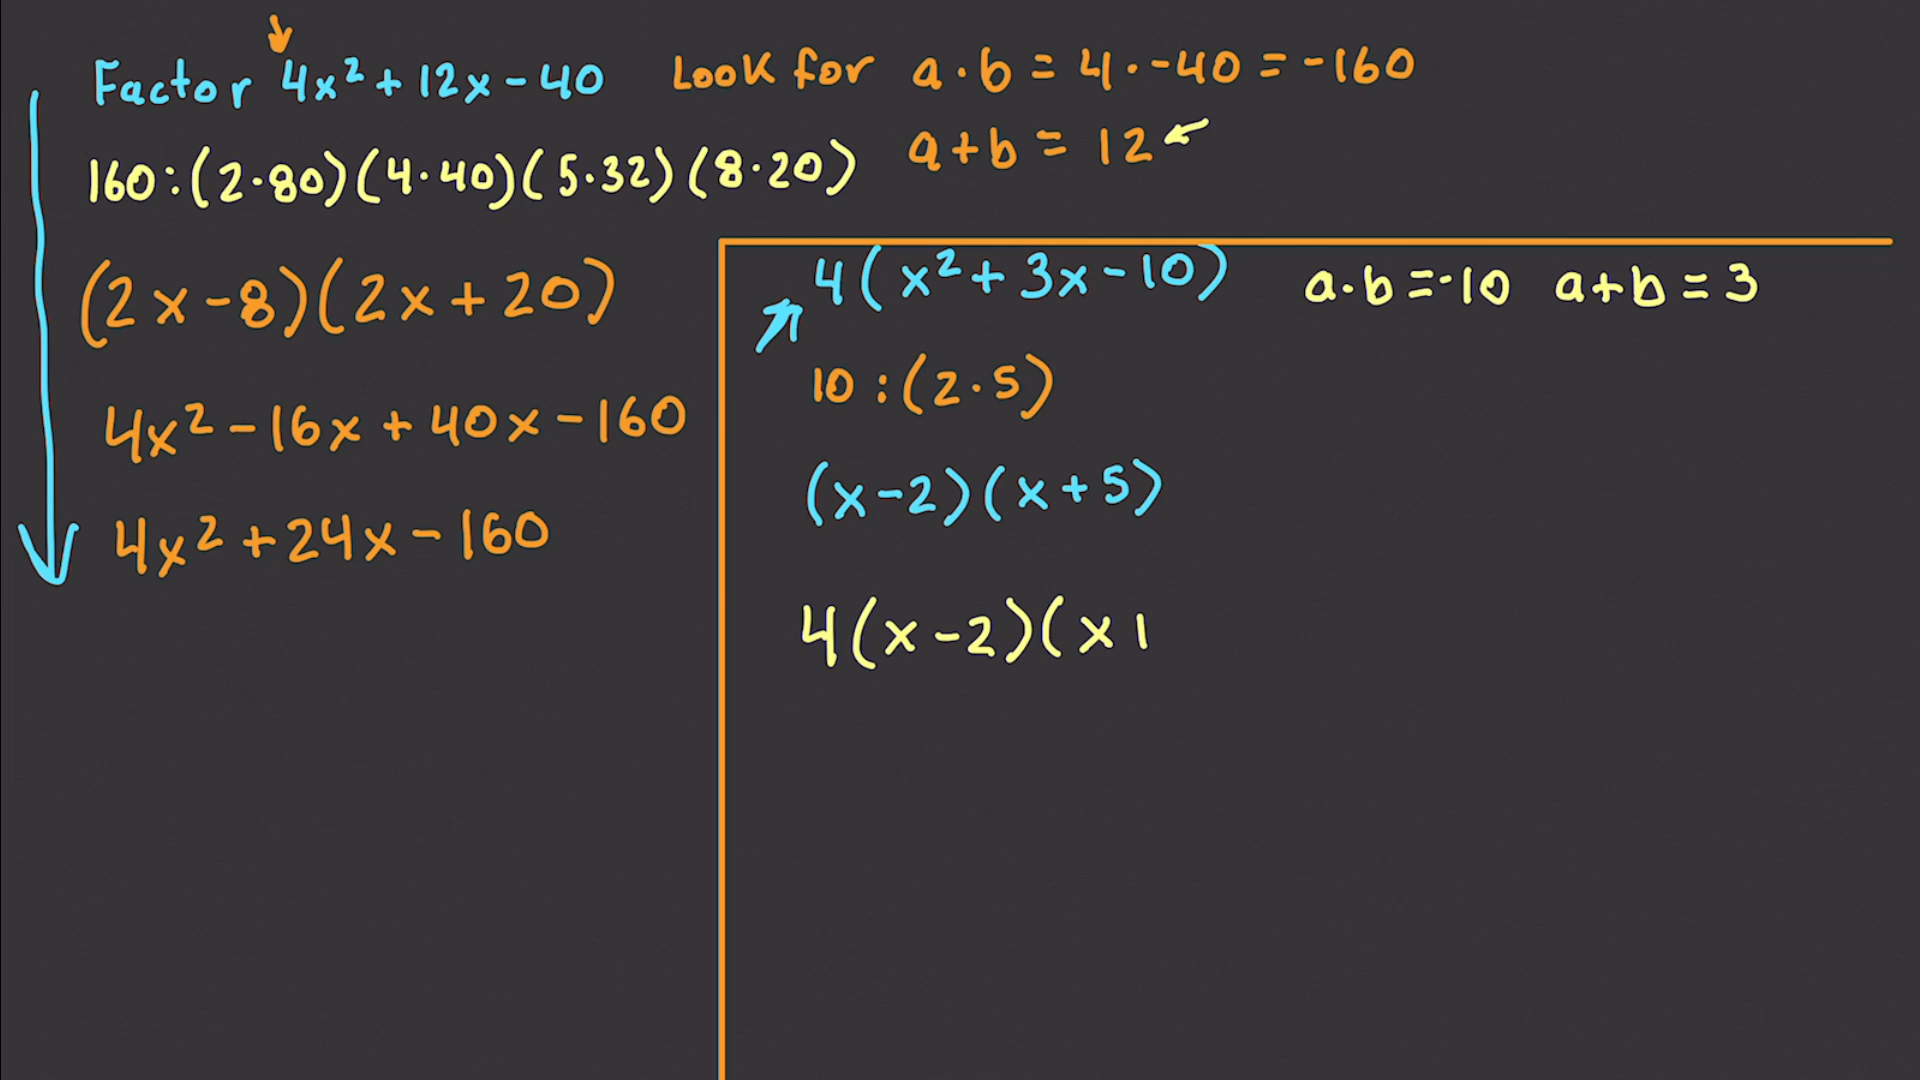 Factor 4x² + 12x - 40
Look for a · b = 4 · -40 = -160
a + b = 12
160 : (2·80)(4·40)(5·32)(8·20)
(2x - 8)(2x + 20)
4x² - 16x + 40x - 160
4x² + 24x - 160
4(x² + 3x - 10)
a·b = -10 a + b = 3
10 : (2·5)
(x - 2)(x + 5)
4(x - 2)(x ı